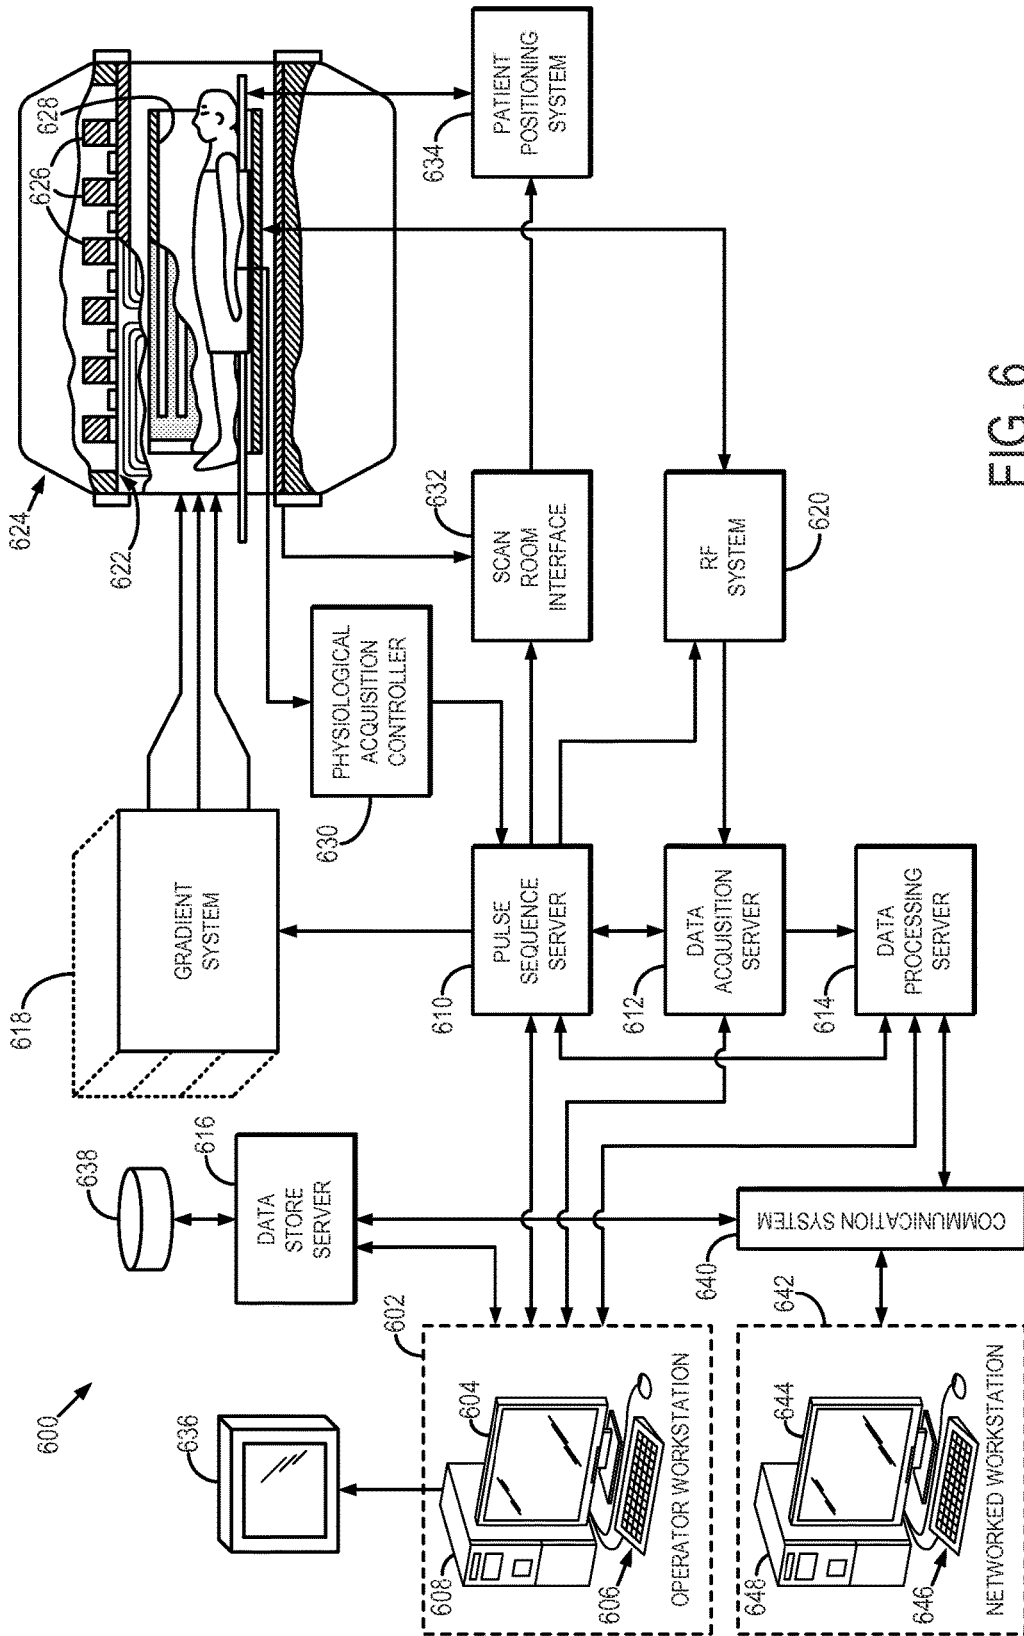 600
636
638
616
DATA
STORE
SERVER
618
GRADIENT
SYSTEM
624
622
626
628
602
608
604
606
OPERATOR WORKSTATION
610
PULSE
SEQUENCE
SERVER
630
PHYSIOLOGICAL
ACQUISITION
CONTROLLER
632
SCAN
ROOM
INTERFACE
634
PATIENT
POSITIONING
SYSTEM
612
DATA
ACQUISITION
SERVER
RF
SYSTEM
620
640
COMMUNICATION SYSTEM
614
DATA
PROCESSING
SERVER
642
648
644
646
NETWORKED WORKSTATION
FIG. 6